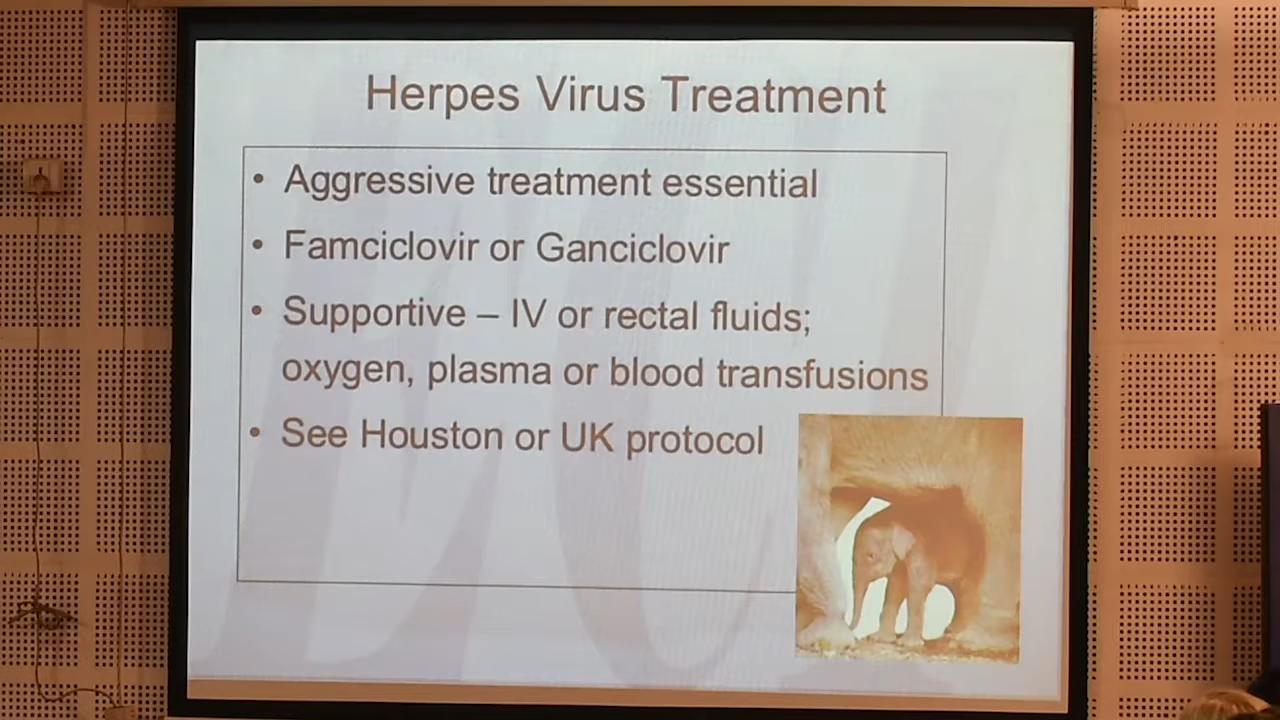 Herpes Virus Treatment
• Aggressive treatment essential
• Famciclovir or Ganciclovir
• Supportive – IV or rectal fluids;
oxygen, plasma or blood transfusions
• See Houston or UK protocol